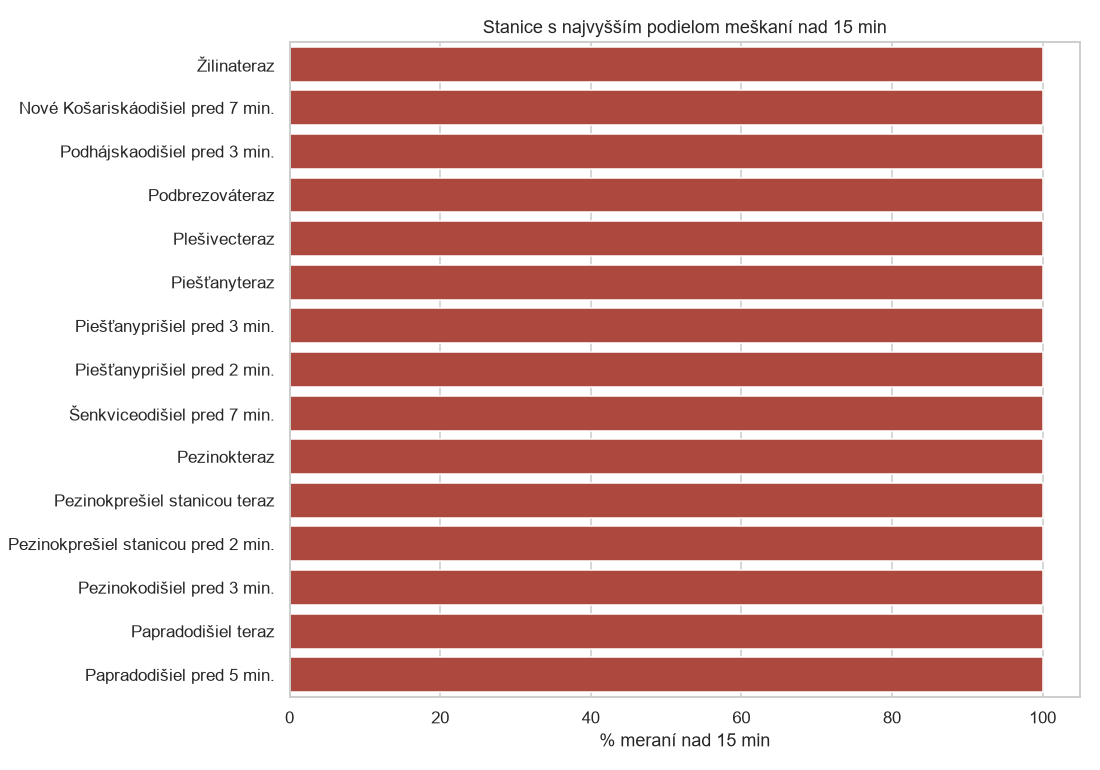 Stanice s najvyšším podielom meškaní nad 15 min
Žilinateraz
Nové Košariskáodišiel pred 7 min.
Podhájskaodišiel pred 3 min.
Podbrezováteraz
Plešivecteraz
Piešťanyteraz
Piešťanyprišiel pred 3 min.
Piešťanyprišiel pred 2 min.
Šenkviceodišiel pred 7 min.
Pezinokteraz
Pezinokprešiel stanicou teraz
Pezinokprešiel stanicou pred 2 min.
Pezinokodišiel pred 3 min.
Papradodišiel teraz
Papradodišiel pred 5 min.
0 20 40 60 80 100
% meraní nad 15 min